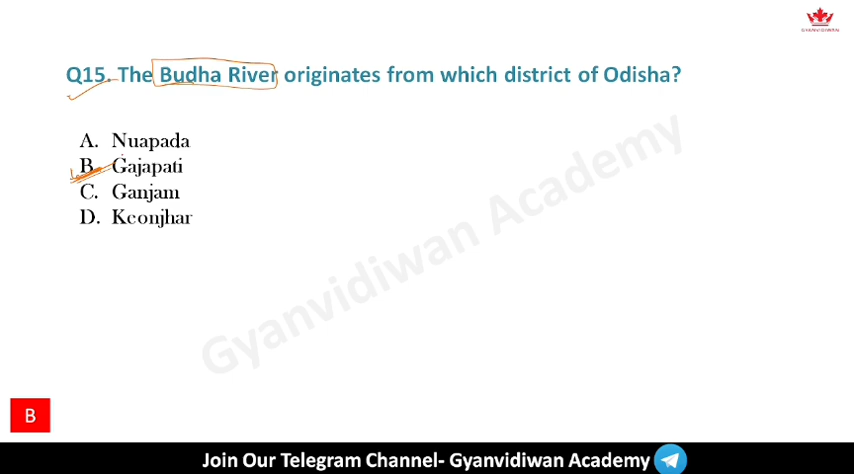 GYANVIDIWAN
Q15. The Budha River originates from which district of Odisha?
A. Nuapada
B. Gajapati
C. Ganjam
D. Keonjhar
Gyanvidiwan Academy
B
Join Our Telegram Channel- Gyanvidiwan Academy